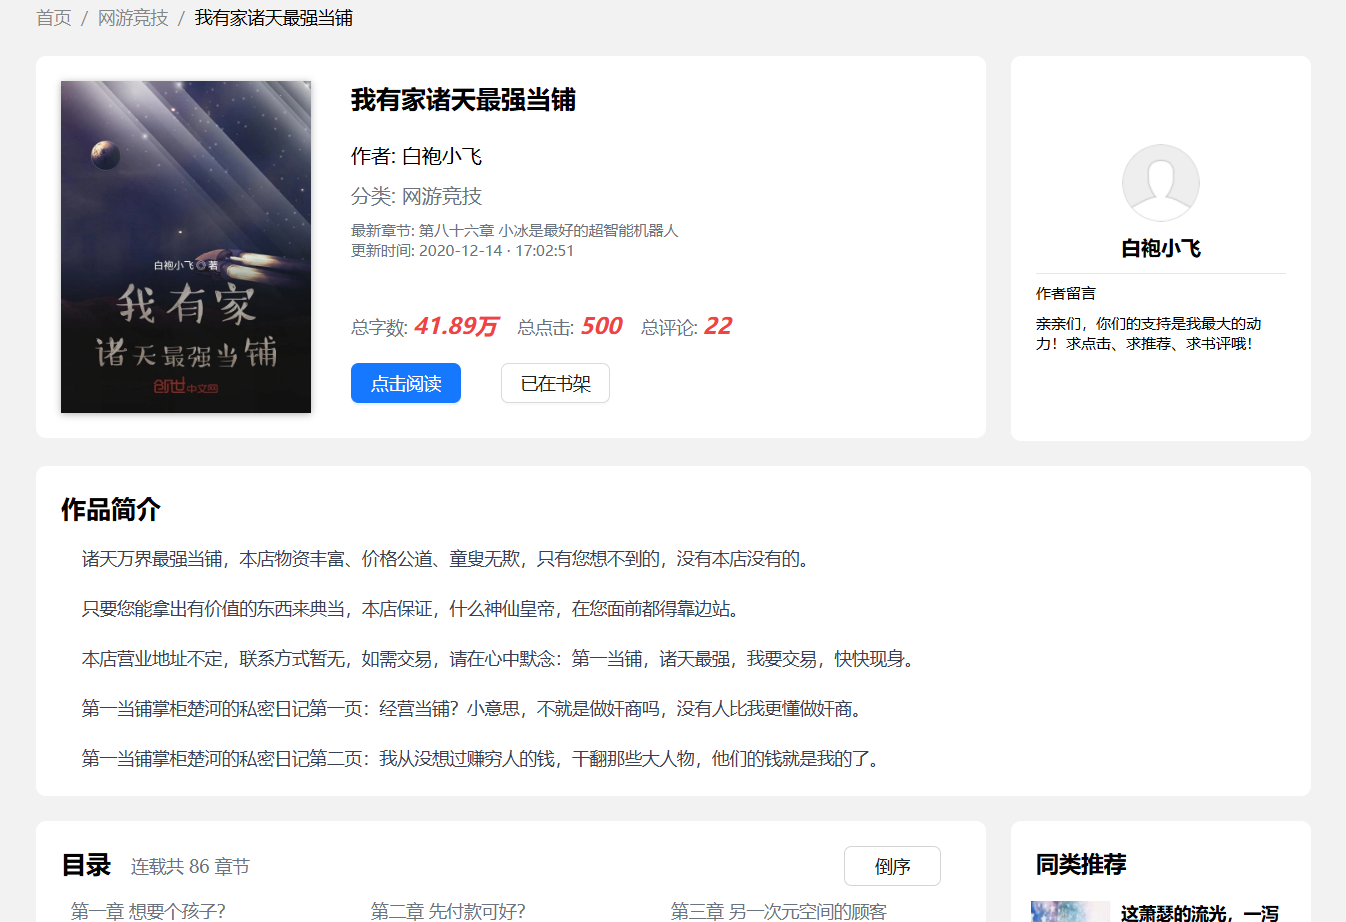 首页 / 网游竞技 / 我有家诸天最强当铺
白袍小飞◎著
我有家
诸天最强当铺
创世中文网
我有家诸天最强当铺
作者: 白袍小飞
分类: 网游竞技
最新章节: 第八十六章 小冰是最好的超智能机器人
更新时间: 2020-12-14 · 17:02:51
总字数: 41.89万 总点击: 500 总评论: 22
点击阅读 已在书架
白袍小飞
作者留言
亲亲们，你们的支持是我最大的动
力！求点击、求推荐、求书评哦！
作品简介
诸天万界最强当铺，本店物资丰富、价格公道、童叟无欺，只有您想不到的，没有本店没有的。
只要您能拿出有价值的东西来典当，本店保证，什么神仙皇帝，在您面前都得靠边站。
本店营业地址不定，联系方式暂无，如需交易，请在心中默念：第一当铺，诸天最强，我要交易，快快现身。
第一当铺掌柜楚河的私密日记第一页：经营当铺？小意思，不就是做奸商吗，没有人比我更懂做奸商。
第一当铺掌柜楚河的私密日记第二页：我从没想过赚穷人的钱，干翻那些大人物，他们的钱就是我的了。
目录 连载共 86 章节 倒序
第一章 想要个孩子？ 第二章 先付款可好？ 第三章 另一次元空间的顾客
同类推荐
这萧瑟的流光，一泻